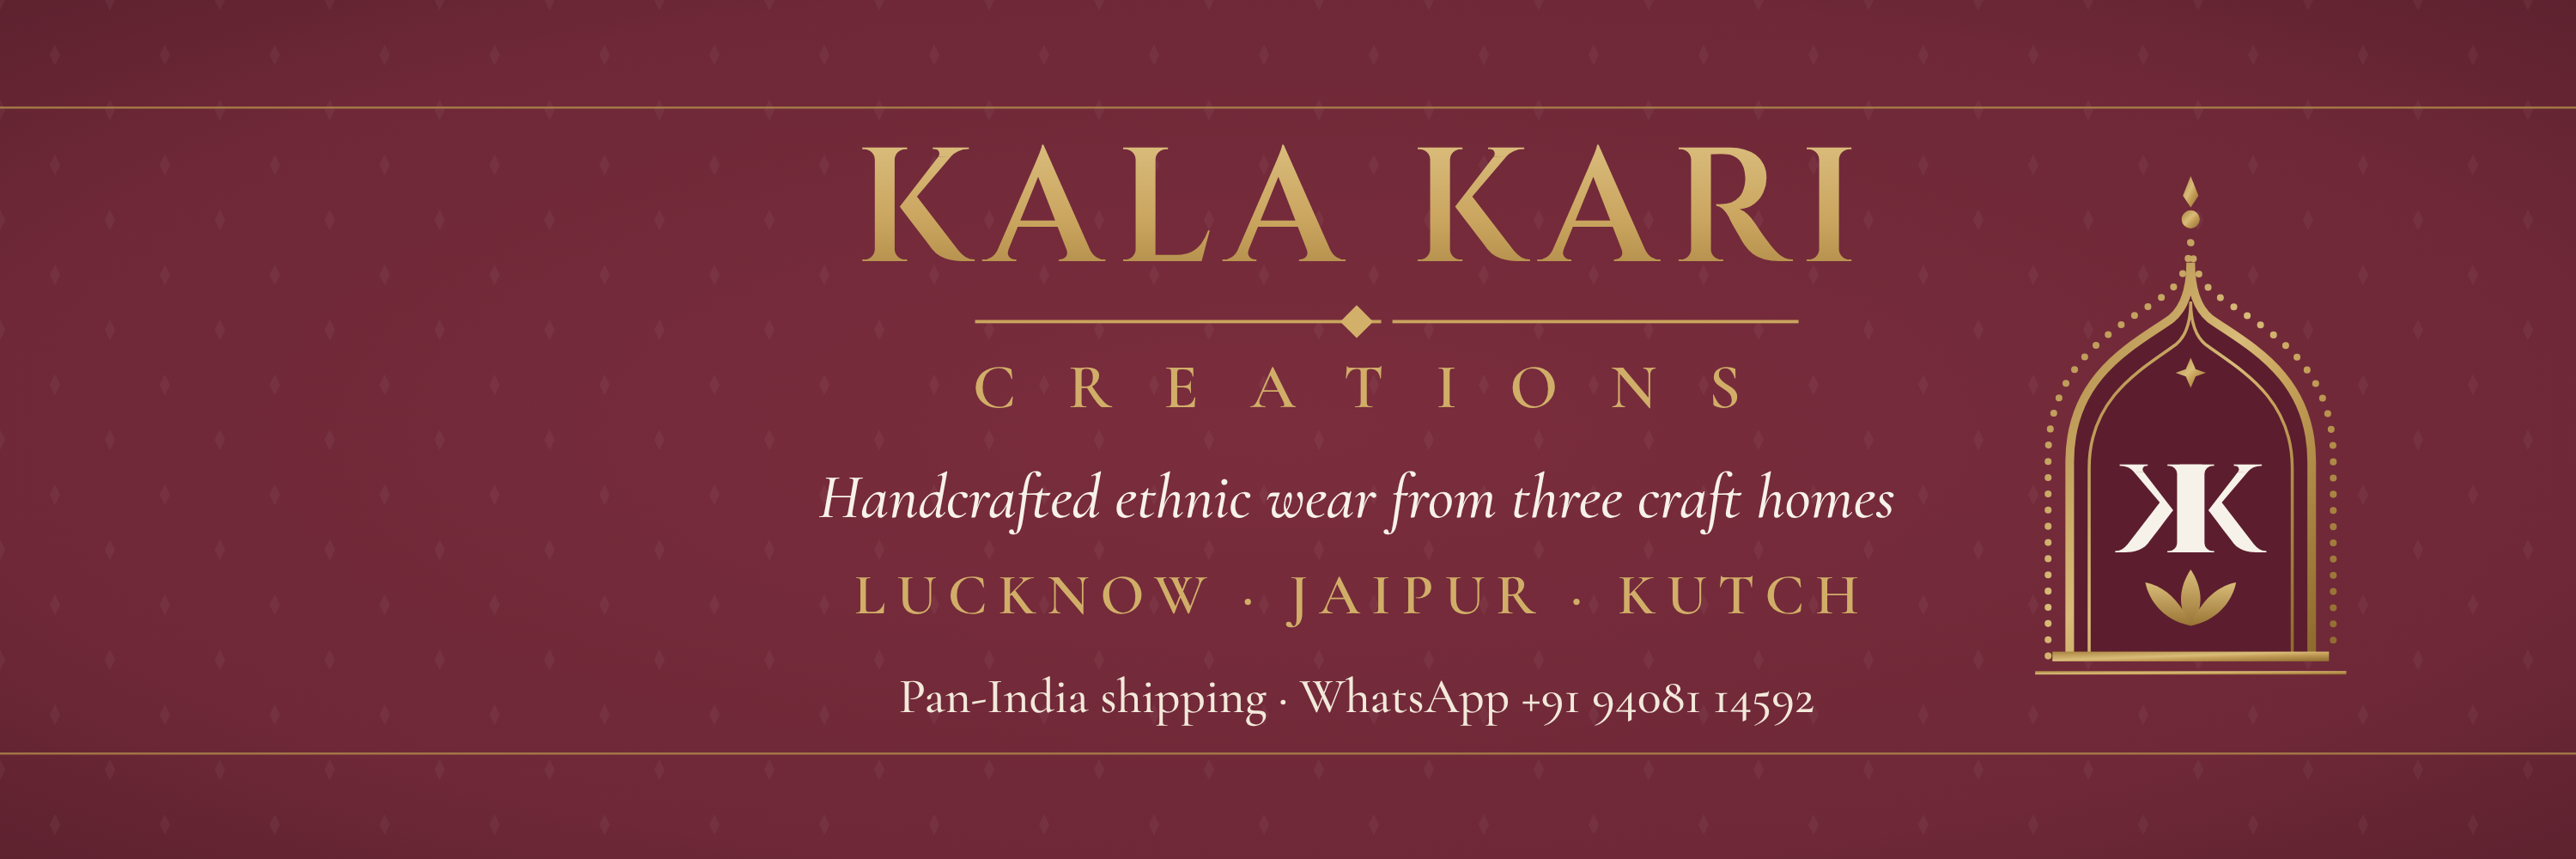 KALA KARI
CREATIONS
Handcrafted ethnic wear from three craft homes
LUCKNOW · JAIPUR · KUTCH
Pan-India shipping · WhatsApp +91 94081 14592
KK